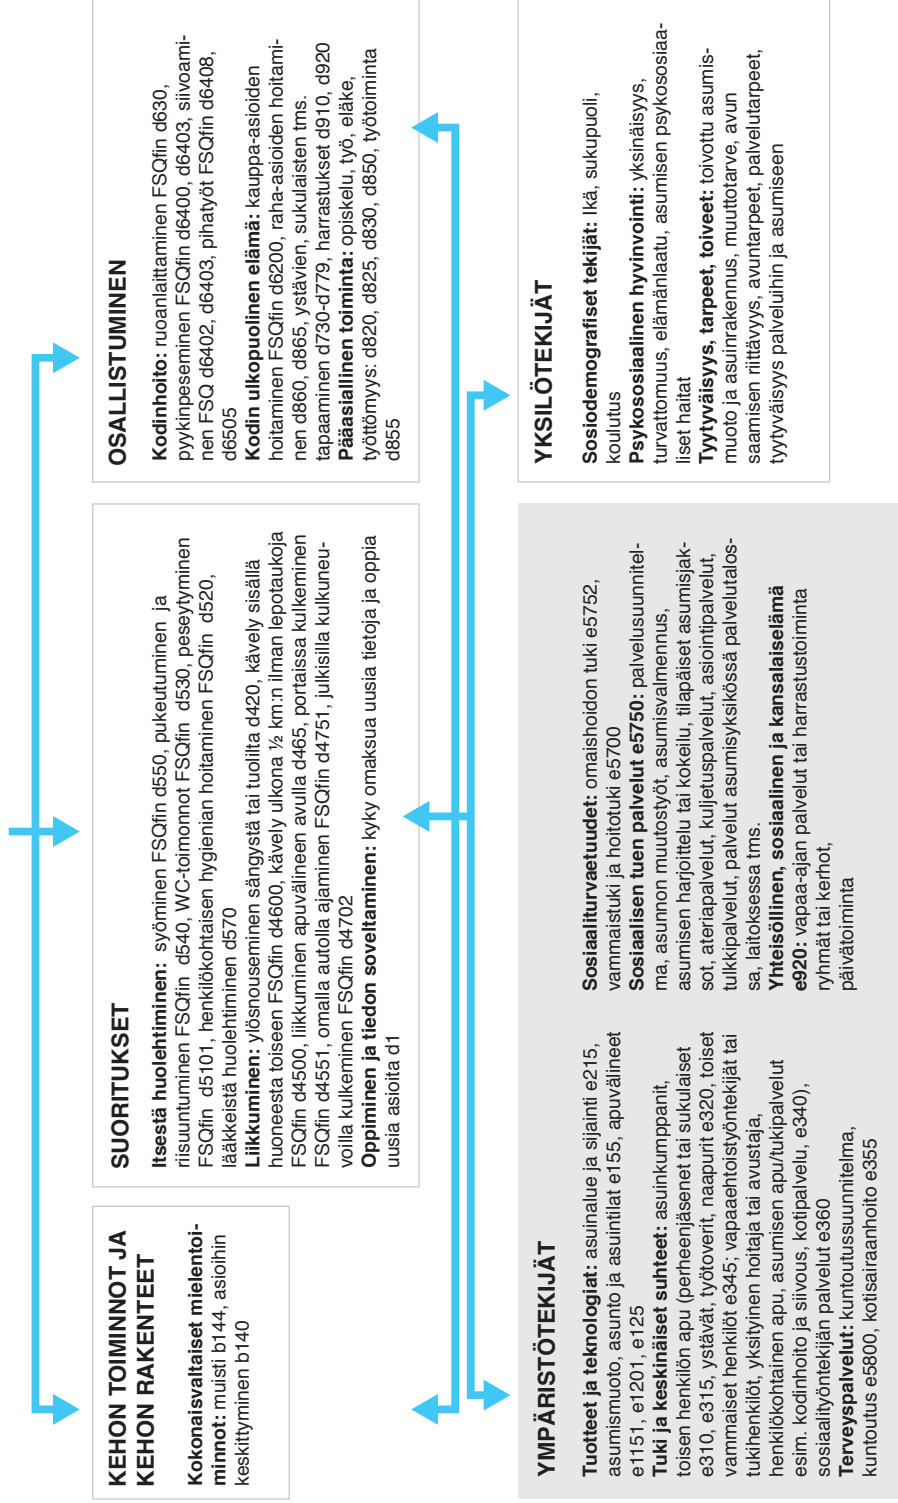 KEHON TOIMINNOT JA
KEHON RAKENTEET
Kokonaisvaltaiset mielentoi-
minnot: muisti b144, asioihin
keskittyminen b140
SUORITUKSET
Itsestä huolehtiminen: syöminen FSQfin d550, pukeutuminen ja
riisuuntuminen FSQfin d540, WC-toimonnot FSQfin d530, peseytyminen
FSQfin d5101, henkilökohtaisen hygienian hoitaminen FSQfin d520,
lääkkeistä huolehtiminen d570
Liikkuminen: ylösmouseminen sängystä tai tuolilta d420, kävely sisällä
huoneesta toiseen FSQfin d4600, kävely ulkona ½ km:n ilman lepotaukoja
FSQfin d4500, liikkuminen apuvälineen avulla d465, portaissa kulkeminen
FSQfin d4551, omalla autolla ajaminen FSQfin d4751, julkisilla kulkuneu-
voilla kulkeminen FSQfin d4702
Oppiminen ja tiedon soveltaminen: kyky omaksua uusia tietoja ja oppia
uusia asioita d1
OSALLISTUMINEN
Kodinhoito: ruoanlaittaminen FSQfin d630,
pyykinpeseminen FSQfin d6400, d6403, siivoami-
nen FSQ d6402, d6403, pihatyöt FSQfin d6408,
d6505
Kodin ulkopuolinen elämä: kauppa-asioiden
hoitaminen FSQfin d6200, raha-asioiden hoitami-
nen d860, d865, ystävien, sukulaisten tms.
tapaaminen d730-d779, harrastukset d910, d920
Pääasiallinen toiminta: opiskelu, työ, eläke,
työttömyys: d820, d825, d830, d850, työtoiminta
d855
YMPÄRISTÖTEKIJÄT
Tuotteet ja teknologiat: asuinalue ja sijainti e215,
asumismuoto, asunto ja asuintilat e155, apuvälineet
e1151, e1201, e125
Tuki ja keskinäiset suhteet: asuinkumppanit,
toisen henkilön apu (perheenjäsenet tai sukulaiset
e310, e315, ystävät, työtoverit, naapurit e320, toiset
vammaiset henkilöt e345; vapaaehtoistyöntekijät tai
tukihenkilöt, yksityinen hoitaja tai avustaja,
henkilökohtainen apu, asumisen apu/tukipalvelut
esim. kodinhoito ja siivous, kotipalvelu, e340),
sosiaalityöntekijän palvelut e360
Terveyspalvelut: kuntoutussuunnitelma,
kuntoutus e5800, kotisairaanhoito e355
Sosiaaliturvaetuudet: omaishoidon tuki e5752,
vammaistuki ja hoitotuki e5700
Sosiaalisen tuen palvelut e5750: palvelusuunnitel-
ma, asunnon muutostyöt, asumisvalmennus,
asumisen harjoittelu tai kokeilu, tilapäiset asumisjak-
sot, ateriapalvelut, kuljetuspalvelut, asiointipalvelut,
tulkkipalvelut, palvelut asumisyksikössä palvelutalos-
sa, laitoksessa tms.
Yhteisöllinen, sosiaalinen ja kansalaiselämä
e920: vapaa-ajan palvelut tai harrastustoiminta
ryhmät tai kerhot,
päivätoiminta
YKSILÖTEKIJÄT
Sosiodemografiset tekijät: Ikä, sukupuoli,
koulutus
Psykososiaalinen hyvinvointi: yksinäisyys,
turvattomuus, elämänlaatu, asumisen psykososiaa-
liset haitat
Tyytyväisyys, tarpeet, toiveet: toivottu asumis-
muoto ja asuinrakennus, muuttotarve, avun
saamisen riittävyys, avuntarpeet, palvelutarpeet,
tyytyväisyys palveluihin ja asumiseen